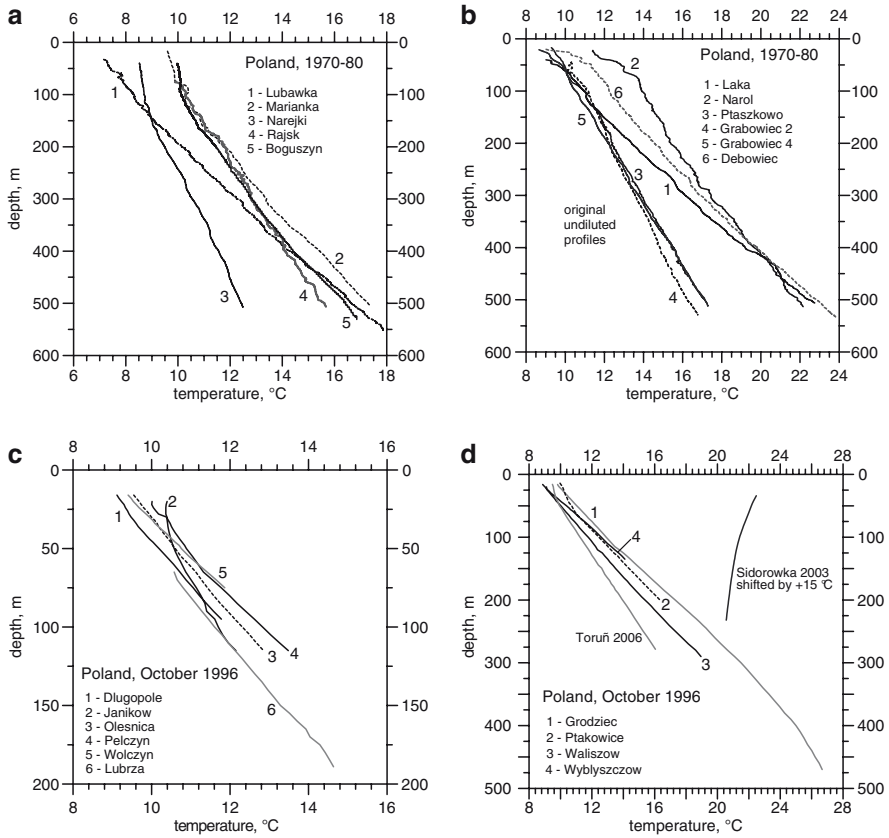 a
6 8 10 12 14 16 18
0 0
Poland, 1970-80
1 - Lubawka
2 - Marianka
3 - Narejki
4 - Rajsk
5 - Boguszyn
100 100
200 200
300 300
400 400
500 500
600 600
depth, m
1
2
3
4
5
6 8 10 12 14 16 18
temperature, °C
b
8 10 12 14 16 18 20 22 24
0 0
Poland, 1970-80
1 - Laka
2 - Narol
3 - Ptaszkowo
4 - Grabowiec 2
5 - Grabowiec 4
6 - Debowiec
100 100
200 200
300 300
400 400
500 500
600 600
depth, m
2
6
5
3
1
original
undiluted
profiles
4
8 10 12 14 16 18 20 22 24
temperature, °C
c
8 10 12 14 16
0 0
50 50
100 100
150 150
200 200
depth, m
1
2
5
3
4
6
Poland, October 1996
1 - Dlugopole
2 - Janikow
3 - Olesnica
4 - Pelczyn
5 - Wolczyn
6 - Lubrza
8 10 12 14 16
temperature, °C
d
8 12 16 20 24 28
0 0
100 100
200 200
300 300
400 400
500 500
depth, m
1
4
2
3
Sidorowka 2003
shifted by +15 °C
Toruń 2006
Poland, October 1996
1 - Grodziec
2 - Ptakowice
3 - Waliszow
4 - Wyblyszczow
8 12 16 20 24 28
temperature, °C